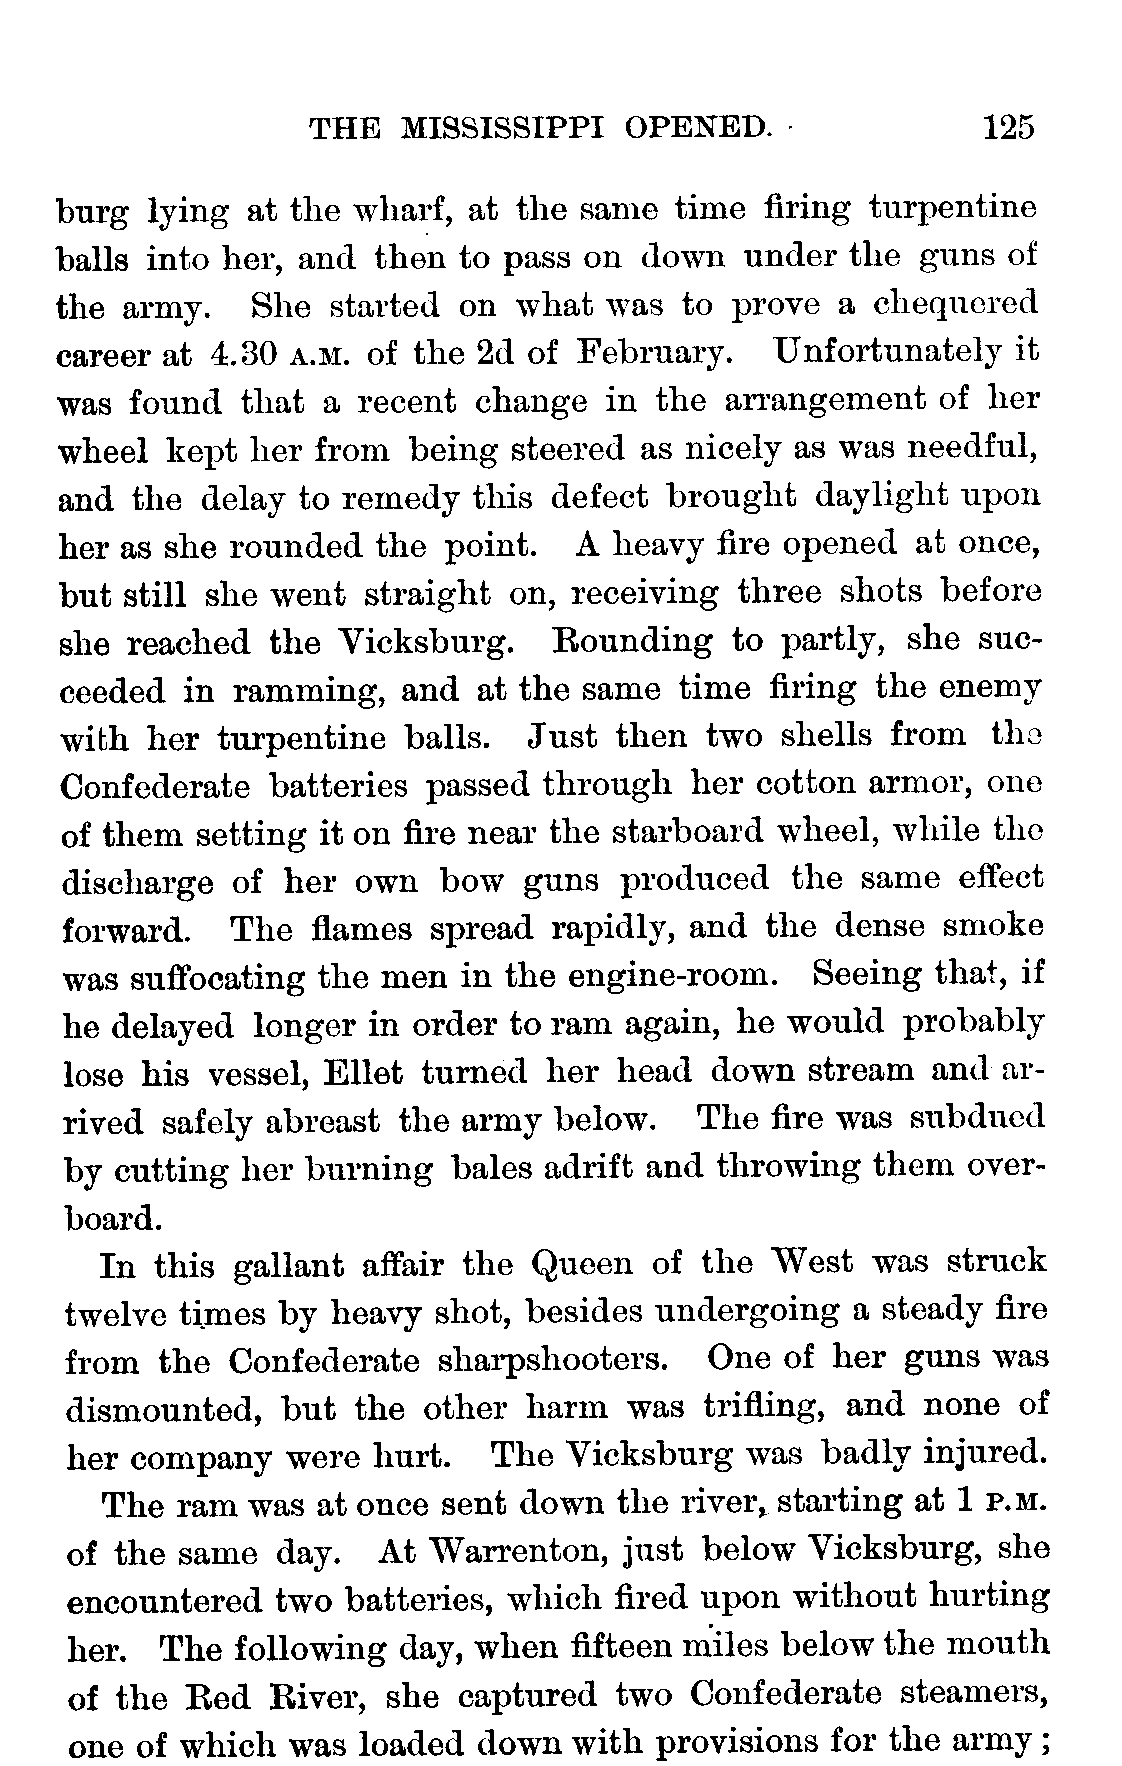 THE MISSISSIPPI OPENED. 125
burg lying at the wharf, at the same time firing turpentine
balls into her, and then to pass on down under the guns of
the army. She started on what was to prove a chequered
career at 4.30 A.M. of the 2d of February. Unfortunately it
was found that a recent change in the arrangement of her
wheel kept her from being steered as nicely as was needful,
and the delay to remedy this defect brought daylight upon
her as she rounded the point. A heavy fire opened at once,
but still she went straight on, receiving three shots before
she reached the Vicksburg. Rounding to partly, she suc-
ceeded in ramming, and at the same time firing the enemy
with her turpentine balls. Just then two shells from the
Confederate batteries passed through her cotton armor, one
of them setting it on fire near the starboard wheel, while the
discharge of her own bow guns produced the same effect
forward. The flames spread rapidly, and the dense smoke
was suffocating the men in the engine-room. Seeing that, if
he delayed longer in order to ram again, he would probably
lose his vessel, Ellet turned her head down stream and ar-
rived safely abreast the army below. The fire was subdued
by cutting her burning bales adrift and throwing them over-
board.
In this gallant affair the Queen of the West was struck
twelve times by heavy shot, besides undergoing a steady fire
from the Confederate sharpshooters. One of her guns was
dismounted, but the other harm was trifling, and none of
her company were hurt. The Vicksburg was badly injured.
The ram was at once sent down the river, starting at 1 P.M.
of the same day. At Warrenton, just below Vicksburg, she
encountered two batteries, which fired upon without hurting
her. The following day, when fifteen miles below the mouth
of the Red River, she captured two Confederate steamers,
one of which was loaded down with provisions for the army;